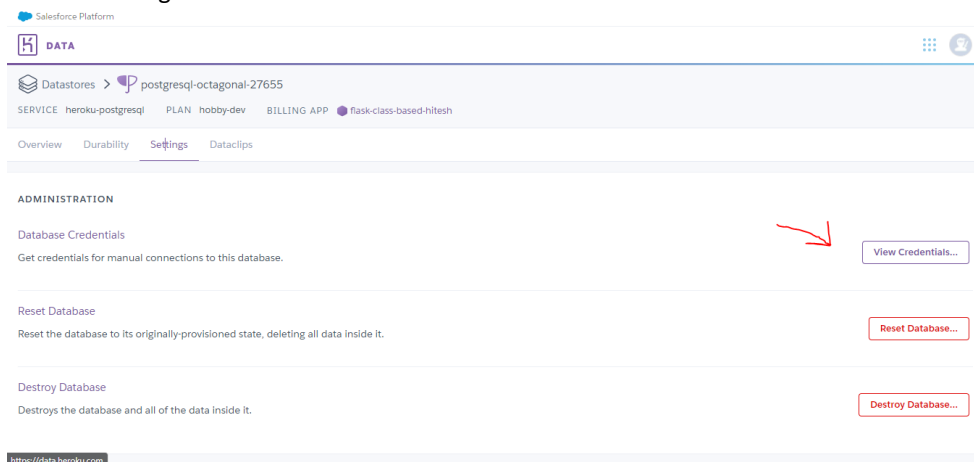 Salesforce Platform
DATA
Datastores > postgresql-octagonal-27655
SERVICE heroku-postgresql PLAN hobby-dev BILLING APP flask-class-based-hitesh
Overview Durability Settings Dataclips
ADMINISTRATION
Database Credentials
Get credentials for manual connections to this database.
View Credentials...
Reset Database
Reset the database to its originally-provisioned state, deleting all data inside it.
Reset Database...
Destroy Database
Destroys the database and all of the data inside it.
Destroy Database...
https://data.heroku.com